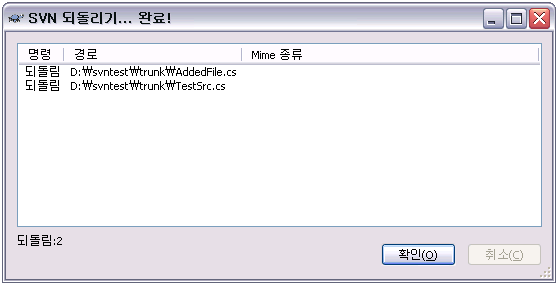 SVN 되돌리기... 완료!
명령 경로 Mime 종류
되돌림 D:₩svntest₩trunk₩AddedFile.cs
되돌림 D:₩svntest₩trunk₩TestSrc.cs
되돌림:2
확인(O) 취소(C)